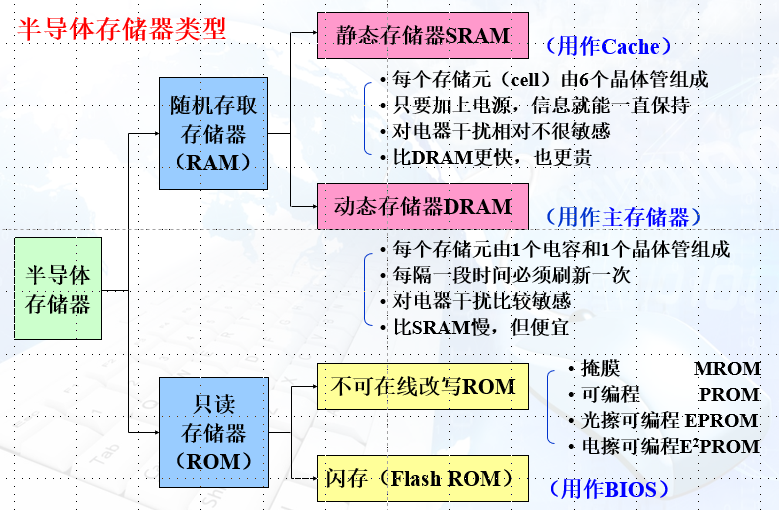 半导体存储器类型
静态存储器SRAM
(用作Cache)
• 每个存储元（cell）由6个晶体管组成
• 只要加上电源，信息就能一直保持
• 对电器干扰相对不很敏感
• 比DRAM更快，也更贵
随机存取
存储器
（RAM）
动态存储器DRAM
(用作主存储器)
• 每个存储元由1个电容和1个晶体管组成
• 每隔一段时间必须刷新一次
• 对电器干扰比较敏感
• 比SRAM慢，但便宜
半导体
存储器
不可在线改写ROM
• 掩膜 MROM
• 可编程 PROM
• 光擦可编程 EPROM
• 电擦可编程E²PROM
只读
存储器
（ROM）
闪存（Flash ROM）
(用作BIOS)